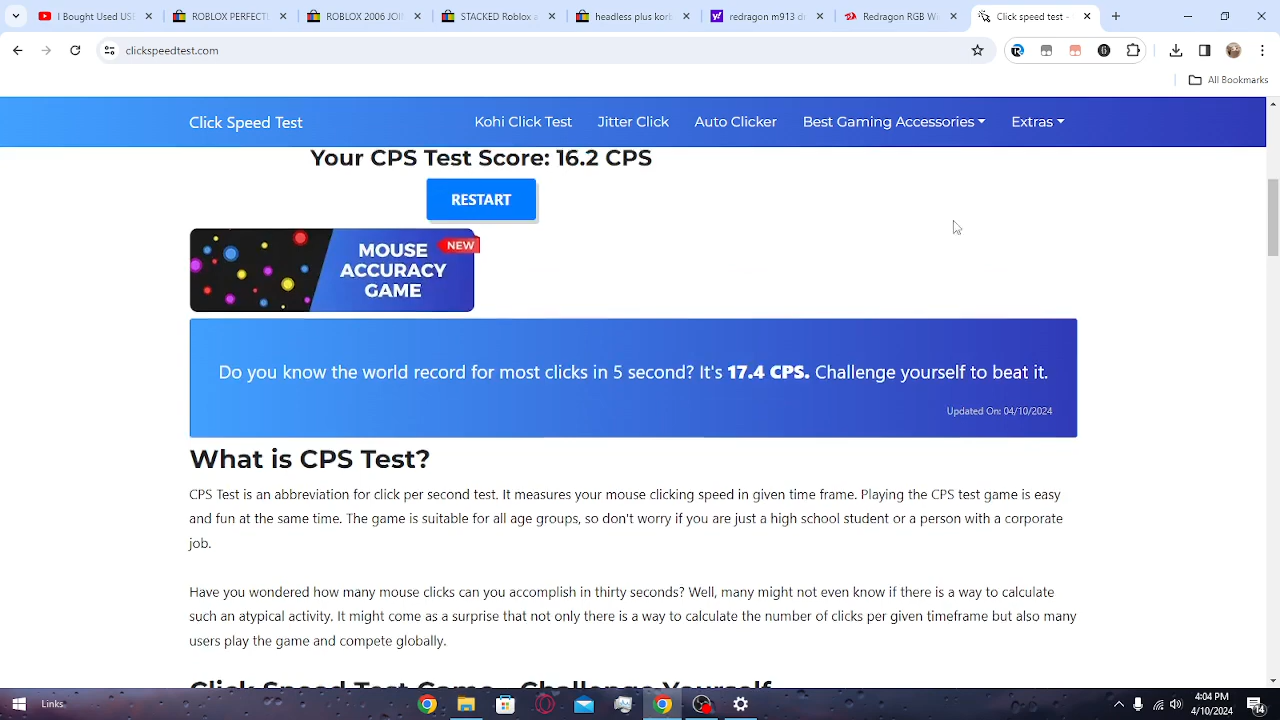 I Bought Used US
ROBLOX PERFECT
ROBLOX 2006 JOI
STACKED Roblox a
headless plus korb
redragon m913 dr
Redragon RGB W
Click speed test -
clickspeedtest.com
All Bookmarks
Click Speed Test
Kohi Click Test
Jitter Click
Auto Clicker
Best Gaming Accessories
Extras
Your CPS Test Score: 16.2 CPS
RESTART
MOUSE
ACCURACY
GAME
NEW
Do you know the world record for most clicks in 5 second? It's 17.4 CPS. Challenge yourself to beat it.
Updated On: 04/10/2024
What is CPS Test?
CPS Test is an abbreviation for click per second test. It measures your mouse clicking speed in given time frame. Playing the CPS test game is easy
and fun at the same time. The game is suitable for all age groups, so don't worry if you are just a high school student or a person with a corporate
job.
Have you wondered how many mouse clicks can you accomplish in thirty seconds? Well, many might not even know if there is a way to calculate
such an atypical activity. It might come as a surprise that not only there is a way to calculate the number of clicks per given timeframe but also many
users play the game and compete globally.
Click Speed Test Game - Challenge Yourself
Links
4:04 PM
4/10/2024